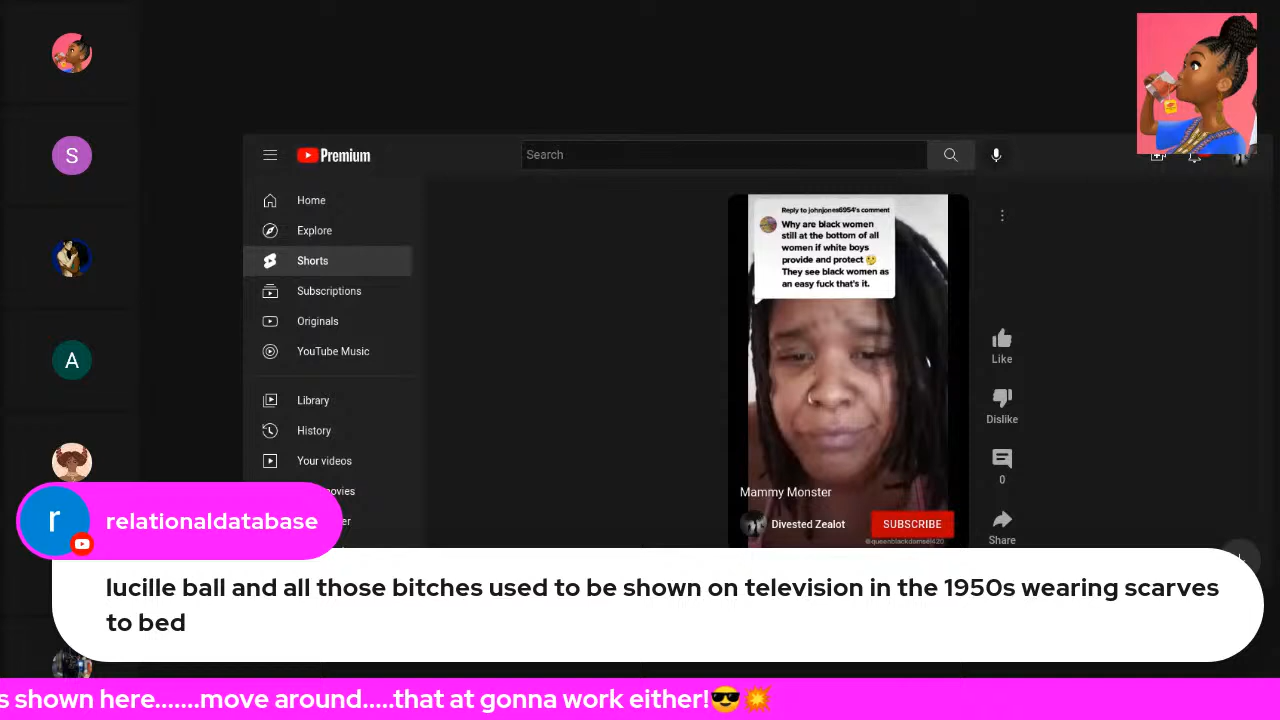 S
A
Premium
Search
Home
Explore
Shorts
Subscriptions
Originals
YouTube Music
Library
History
Your videos
Reply to johnjones6954's comment
Why are black women
still at the bottom of all
women if white boys
provide and protect 🤔
They see black women as
an easy fuck that's it.
Like
Dislike
0
Share
Mammy Monster
Divested Zealot
SUBSCRIBE
@queenblackdamsel420
r
relationaldatabase
lucille ball and all those bitches used to be shown on television in the 1950s wearing scarves
to bed
s shown here.......move around.....that at gonna work either!😎💥